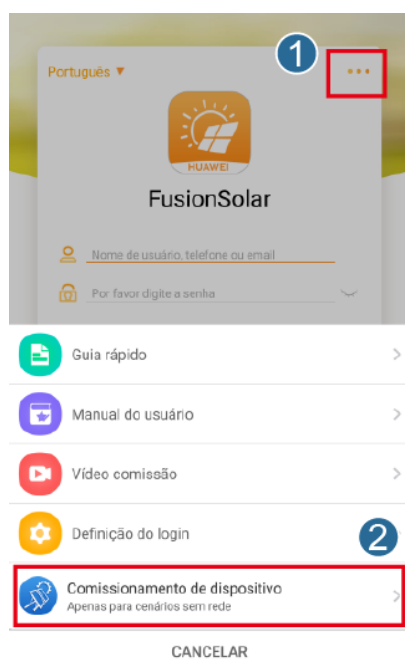 1
Português ▼
HUAWEI
FusionSolar
Nome de usuário, telefone ou email
Por favor digite a senha
Guia rápido
Manual do usuário
Vídeo comissão
Definição do login
2
Comissionamento de dispositivo
Apenas para cenários sem rede
CANCELAR